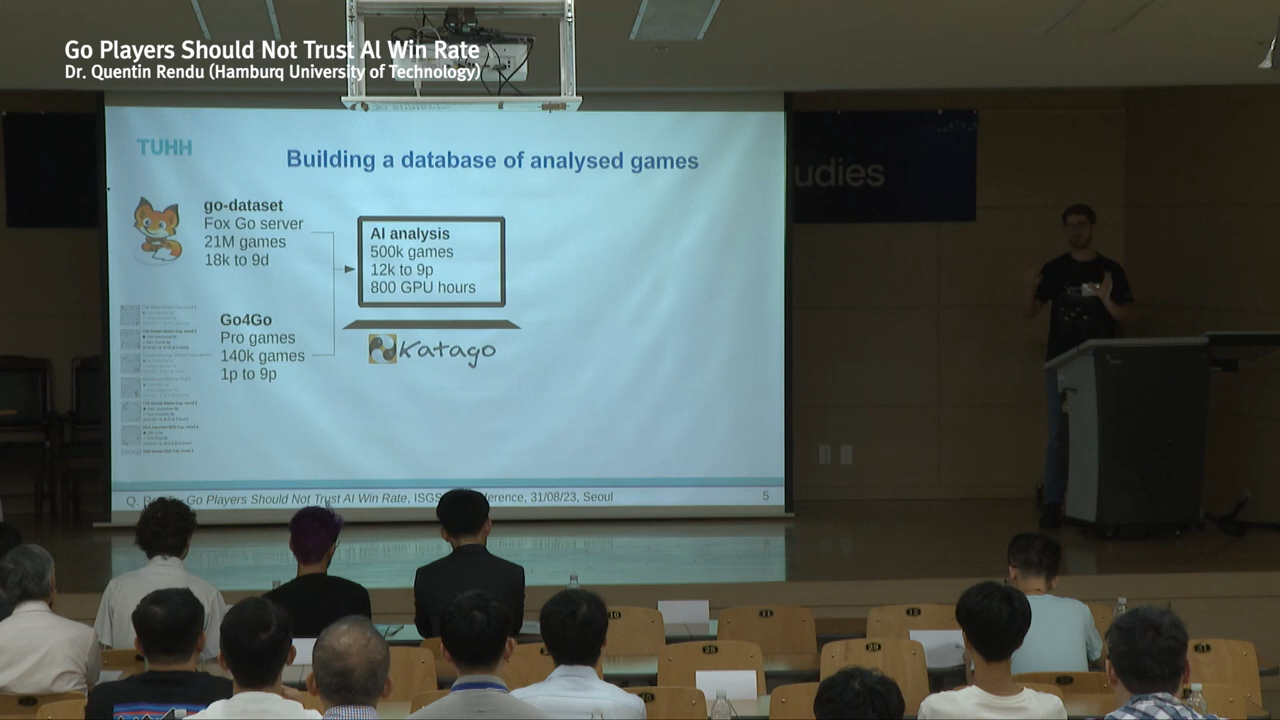 Go Players Should Not Trust AI Win Rate
Dr. Quentin Rendu (Hamburq University of Technology)
TUHH
Building a database of analysed games
go-dataset
Fox Go server
21M games
18k to 9d
AI analysis
500k games
12k to 9p
800 GPU hours
Go4Go
Pro games
140k games
1p to 9p
KataGo
Go Players Should Not Trust AI Win Rate, ISGS 31/08/23, Seoul
5
udies